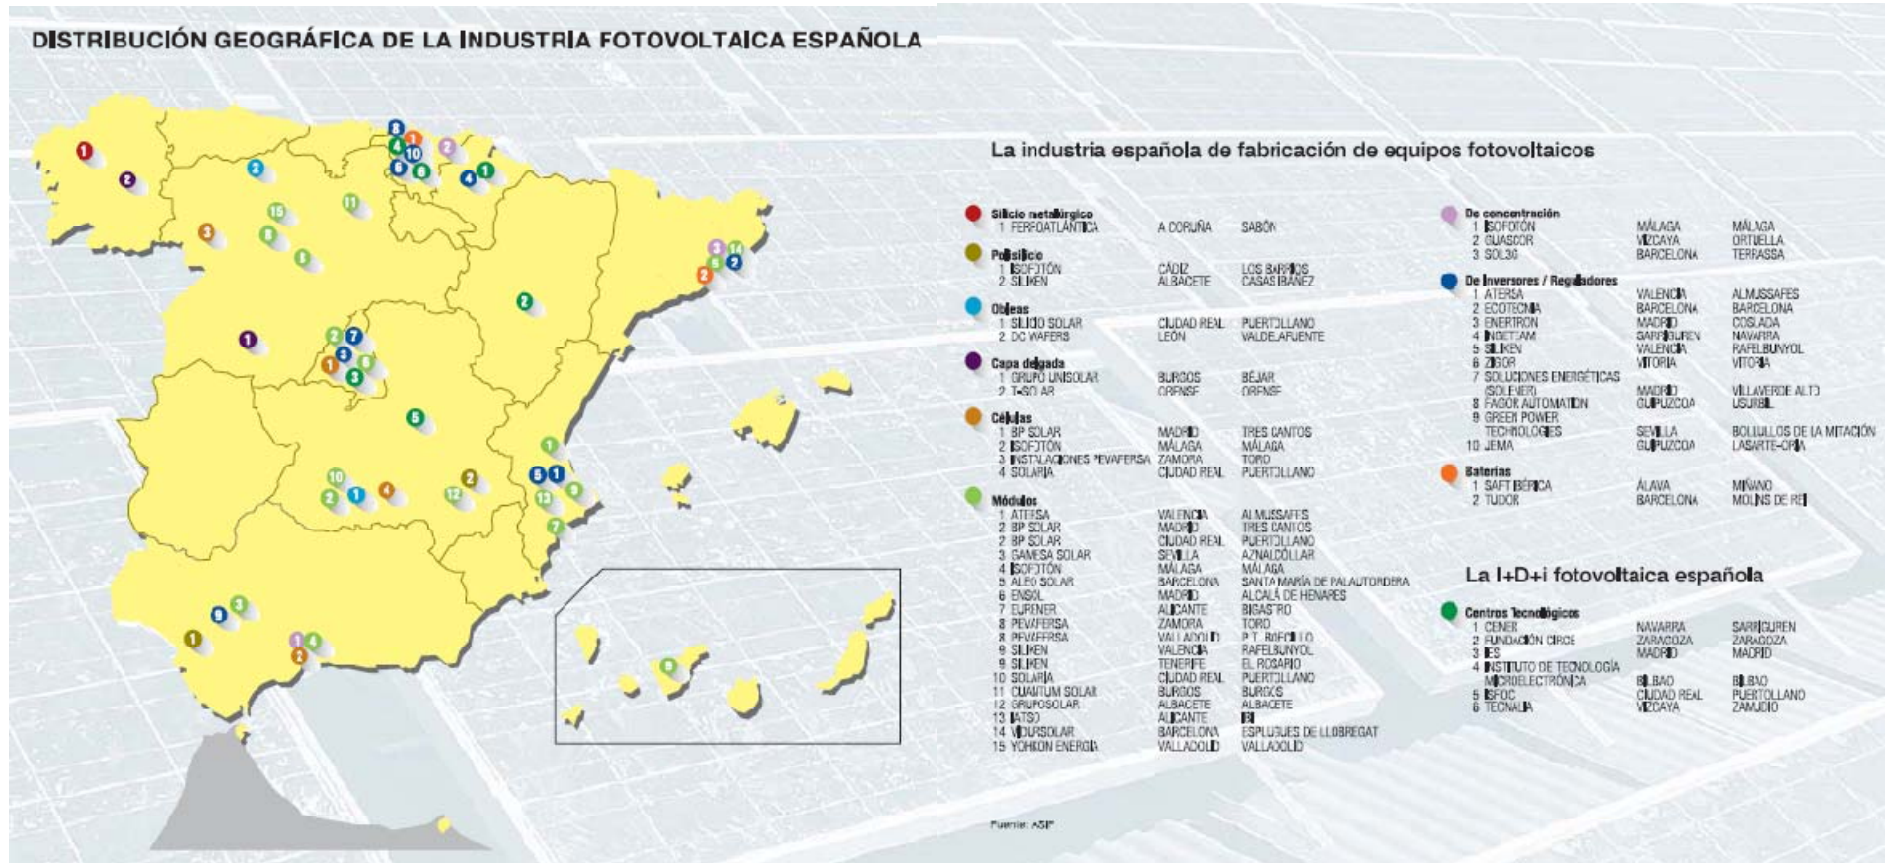 DISTRIBUCIÓN GEOGRÁFICA DE LA INDUSTRIA FOTOVOLTAICA ESPAÑOLA
La industria española de fabricación de equipos fotovoltaicos
Silicio metalúrgico
1 FERROATLÁNTICA A CORUÑA SABÓN
Polisilicio
1 ISOFOTÓN CÁDIZ LOS BARRIOS
2 SILIKEN ALBACETE CASAS IBÁÑEZ
Obleas
1 SILICIO SOLAR CIUDAD REAL PUERTOLLANO
2 DC WAFERS LEÓN VALDELAFUENTE
Capa delgada
1 GRUPO UNISOLAR BURGOS BÉJAR
2 T-SOLAR ORENSE ORENSE
Células
1 BP SOLAR MADRID TRES CANTOS
2 ISOFOTÓN MÁLAGA MÁLAGA
3 INSTALACIONES PEVAFERSA ZAMORA TORO
4 SOLARIA CIUDAD REAL PUERTOLLANO
Módulos
1 ATERSA VALENCIA ALMUSSAFES
2 BP SOLAR MADRID TRES CANTOS
2 BP SOLAR CIUDAD REAL PUERTOLLANO
3 GAMESA SOLAR SEVILLA AZNALCÓLLAR
4 ISOFOTÓN MÁLAGA MÁLAGA
5 ALEO SOLAR BARCELONA SANTA MARÍA DE PALAUTORDERA
6 ENSOL MADRID ALCALÁ DE HENARES
7 EURENER ALICANTE BIGASTRO
8 PEVAFERSA ZAMORA TORO
8 PEVAFERSA VALLADOLID P.T. BOECILLO
9 SILIKEN VALENCIA RAFELBUNYOL
9 SILIKEN TENERIFE EL ROSARIO
10 SOLARIA CIUDAD REAL PUERTOLLANO
11 CUANTUM SOLAR BURGOS BURGOS
12 GRUPOSOLAR ALBACETE ALBACETE
13 IATSO ALICANTE IBI
14 VIDURSOLAR BARCELONA ESPLUGUES DE LLOBREGAT
15 YOHKON ENERGÍA VALLADOLID VALLADOLID
De concentración
1 ISOFOTÓN MÁLAGA MÁLAGA
2 GUASCOR VIZCAYA ORTUELLA
3 SOL3G BARCELONA TERRASSA
De Inversores / Reguladores
1 ATERSA VALENCIA ALMUSSAFES
2 ECOTECNIA BARCELONA BARCELONA
3 ENERTRON MADRID COSLADA
4 INGETEAM SARRIGUREN NAVARRA
5 SILIKEN VALENCIA RAFELBUNYOL
6 ZIGOR VITORIA VITORIA
7 SOLUCIONES ENERGÉTICAS
(SOLENER) MADRID VILLAVERDE ALTO
8 FAGOR AUTOMATION GUIPUZCOA USURBIL
9 GREEN POWER
TECHNOLOGIES SEVILLA BOLLULLOS DE LA MITACIÓN
10 JEMA GUIPUZCOA LASARTE-ORIA
Baterías
1 SAFT IBÉRICA ÁLAVA MIÑANO
2 TUDOR BARCELONA MOLINS DE REI
La I+D+i fotovoltaica española
Centros Tecnológicos
1 CENER NAVARRA SARRIGUREN
2 FUNDACIÓN CIRCE ZARAGOZA ZARAGOZA
3 IES MADRID MADRID
4 INSTITUTO DE TECNOLOGÍA
MICROELECTRÓNICA BILBAO BILBAO
5 ISFOC CIUDAD REAL PUERTOLLANO
6 TECNALIA VIZCAYA ZAMUDIO
Fuente: ASIF